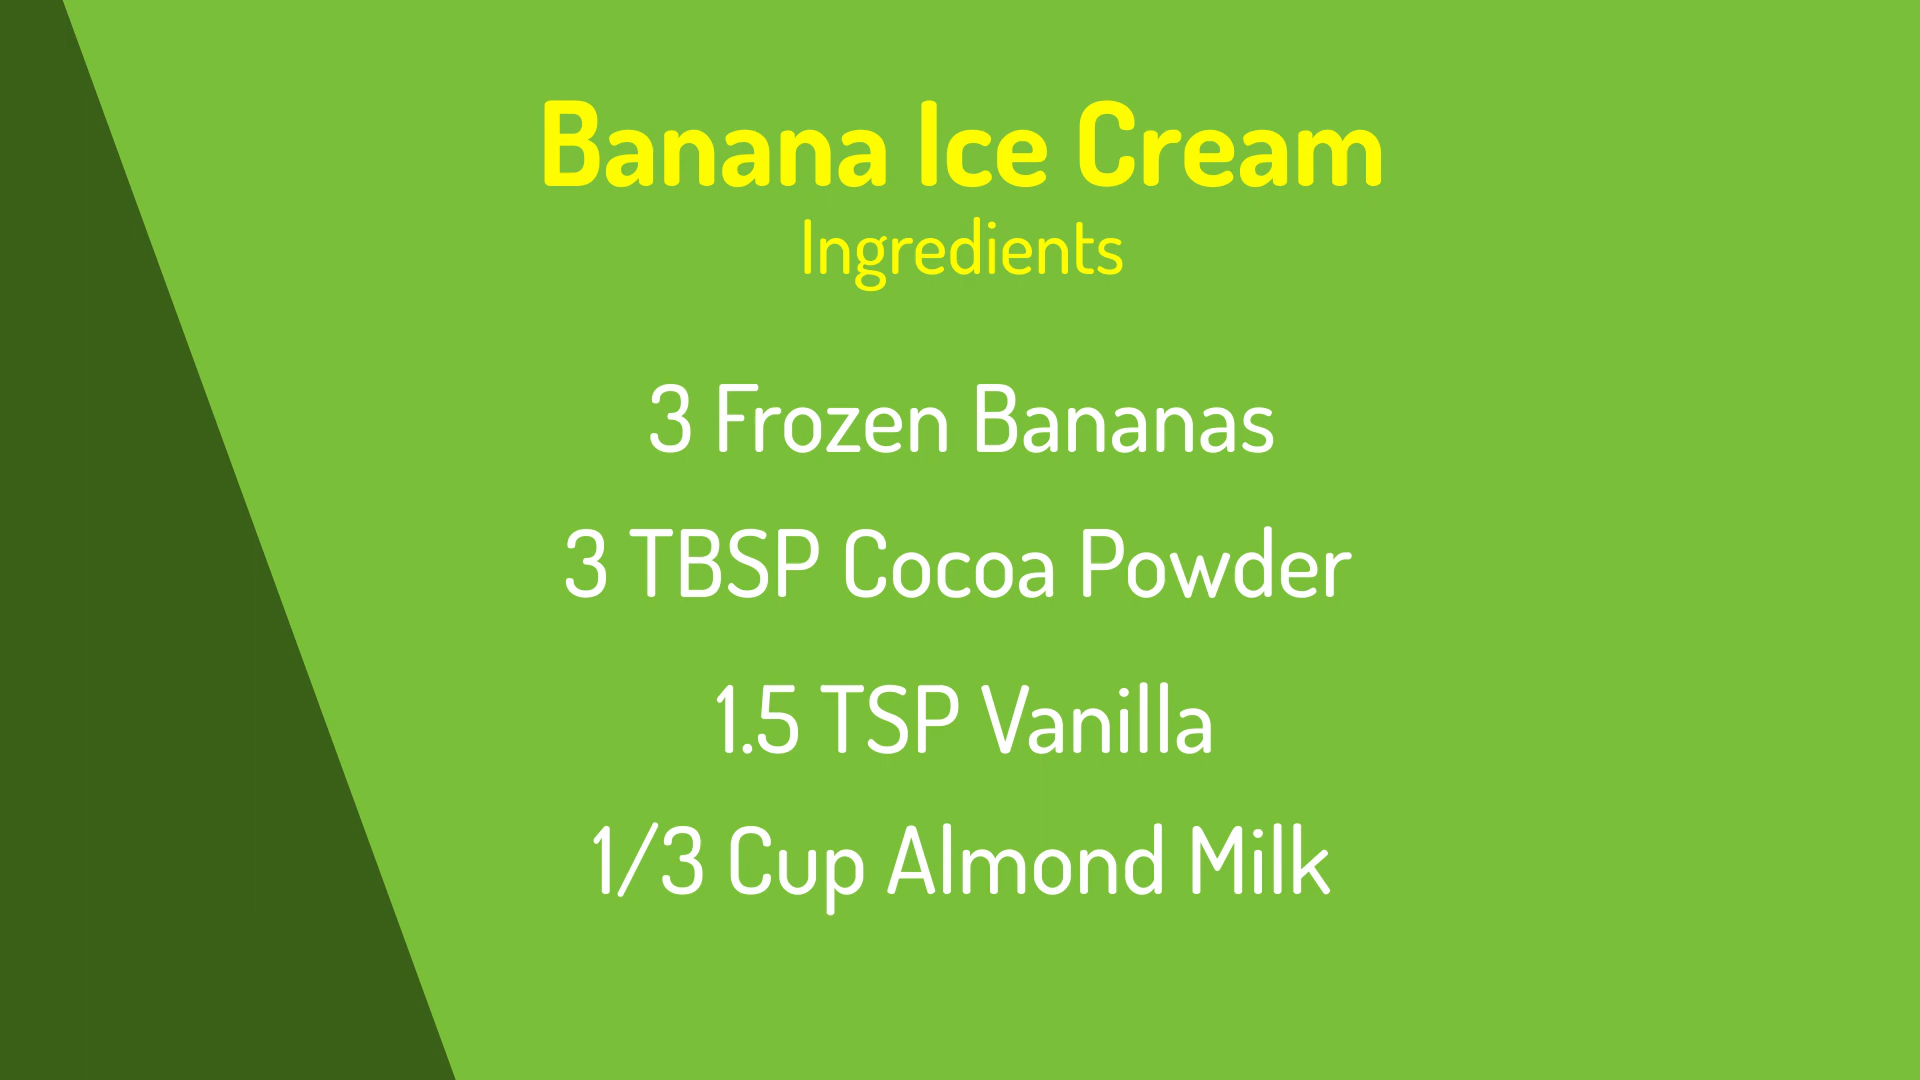 Banana Ice Cream
Ingredients
3 Frozen Bananas
3 TBSP Cocoa Powder
1.5 TSP Vanilla
1/3 Cup Almond Milk